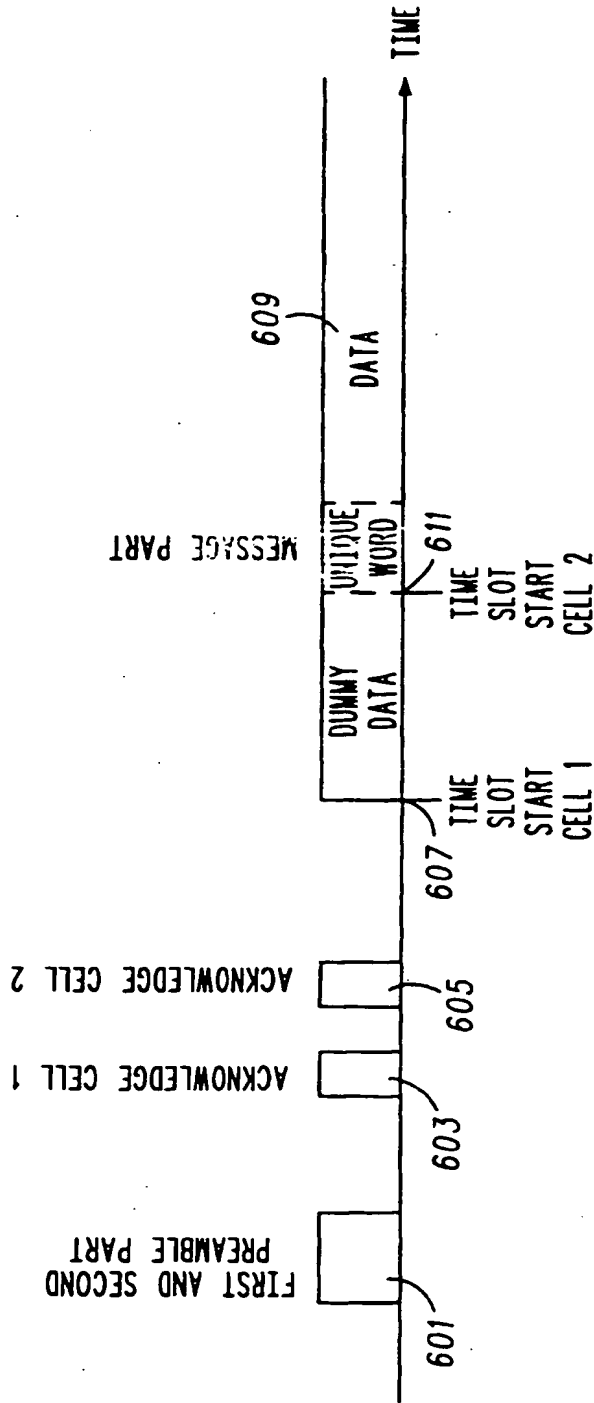 FIRST AND SECOND
PREAMBLE PART
601
ACKNOWLEDGE CELL 1
603
ACKNOWLEDGE CELL 2
605
MESSAGE PART
DUMMY
DATA
UNIQUE
WORD
DATA
609
607
TIME
SLOT
START
CELL 1
611
TIME
SLOT
START
CELL 2
TIME